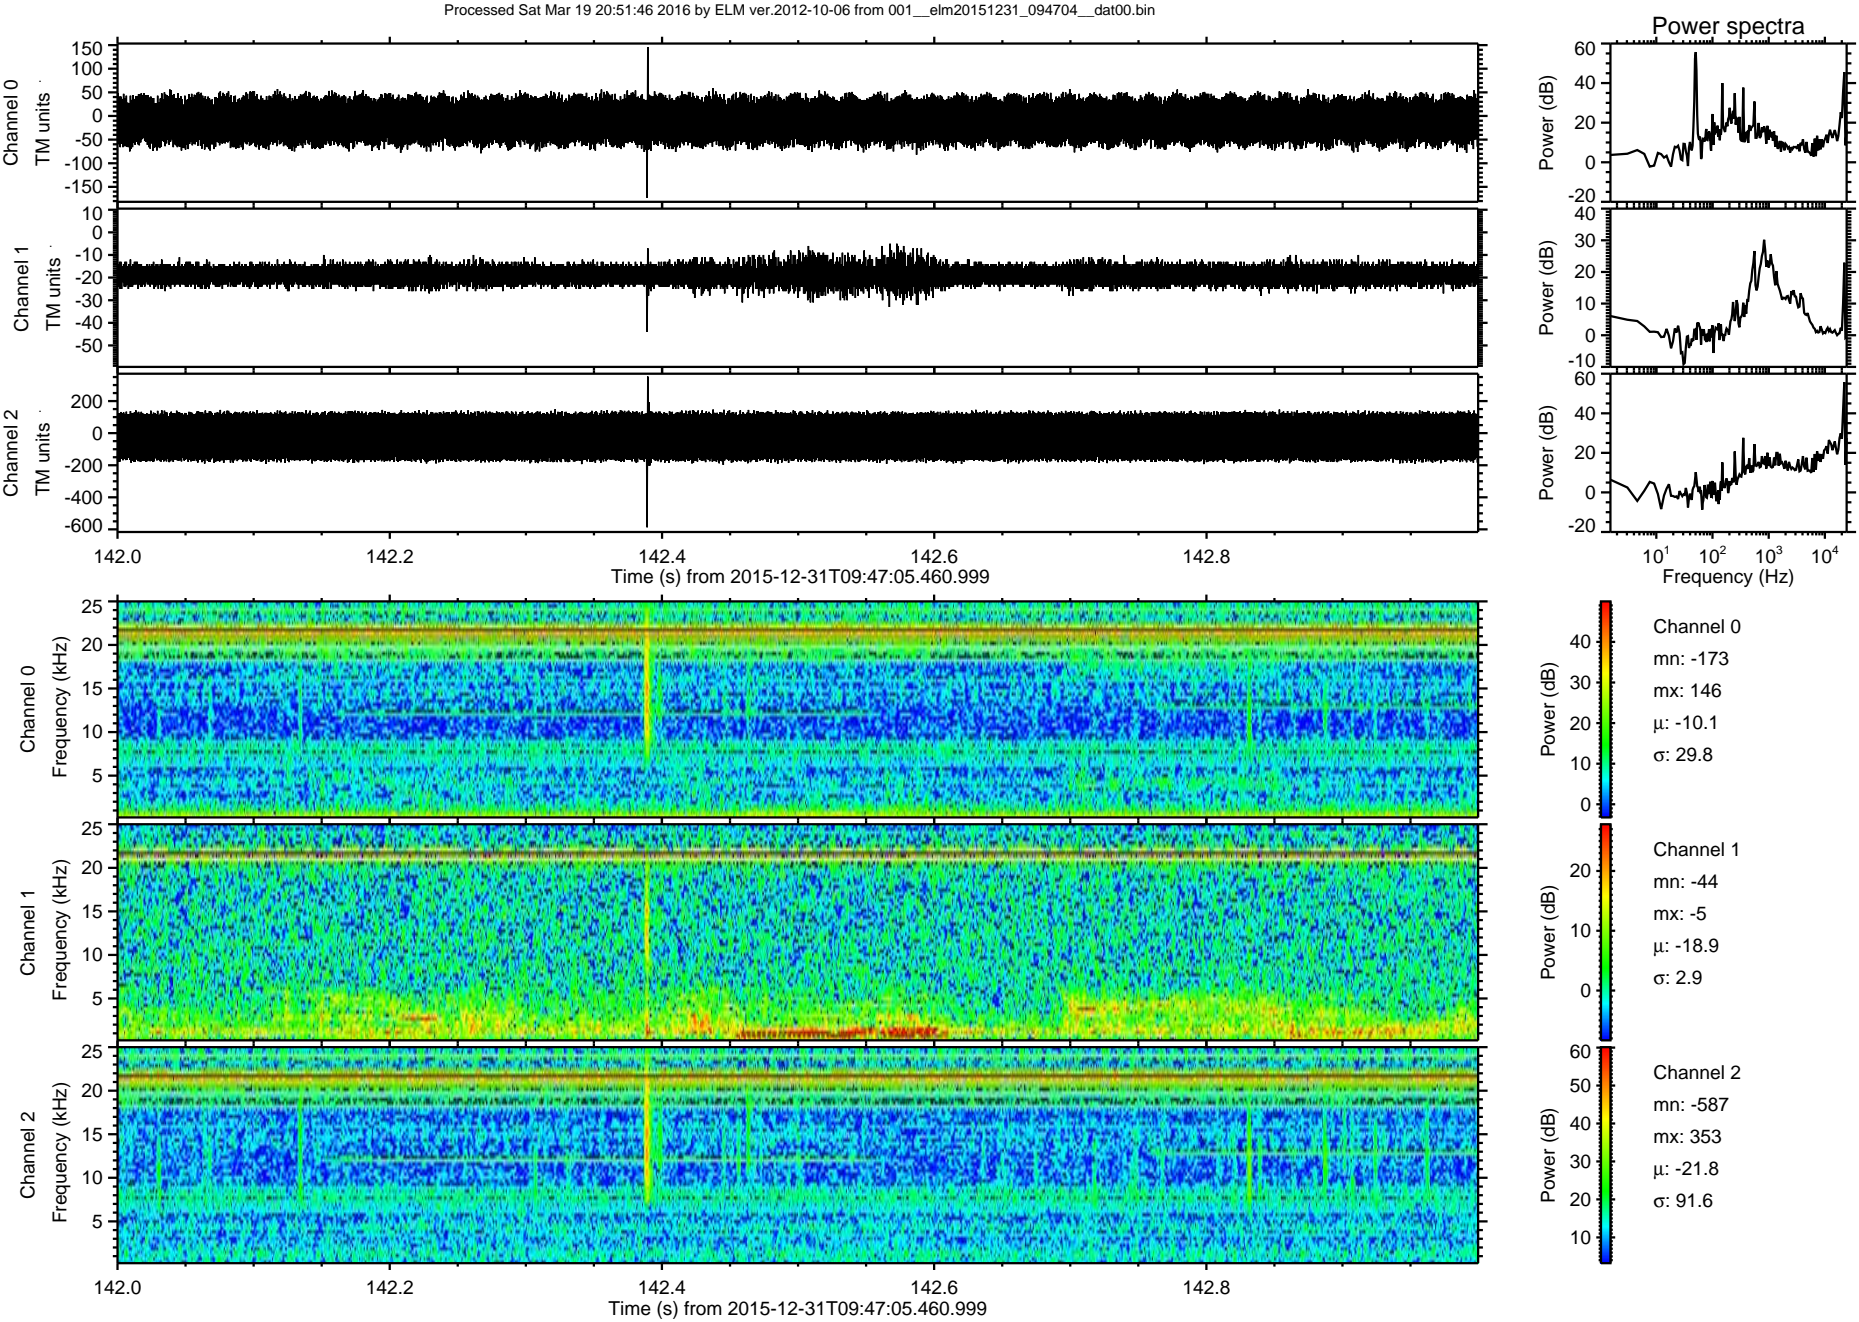 Processed Sat Mar 19 20:51:46 2016 by ELM ver.2012-10-06 from 001__elm20151231_094704__dat00.bin
Power spectra
Channel 0
TM units
150
100
50
0
-50
-100
-150
Power (dB)
60
40
20
0
-20
Channel 1
TM units
10
0
-10
-20
-30
-40
-50
Power (dB)
40
30
20
10
0
-10
Channel 2
TM units
200
0
-200
-400
-600
Power (dB)
60
40
20
0
-20
142.0 142.2 142.4 142.6 142.8
Time (s) from 2015-12-31T09:47:05.460.999
10^1 10^2 10^3 10^4
Frequency (Hz)
Channel 0
Frequency (kHz)
25
20
15
10
5
Power (dB)
40
30
20
10
0
Channel 0
mn: -173
mx: 146
µ: -10.1
σ: 29.8
Channel 1
Frequency (kHz)
25
20
15
10
5
Power (dB)
20
10
0
Channel 1
mn: -44
mx: -5
µ: -18.9
σ: 2.9
Channel 2
Frequency (kHz)
25
20
15
10
5
Power (dB)
60
50
40
30
20
10
Channel 2
mn: -587
mx: 353
µ: -21.8
σ: 91.6
142.0 142.2 142.4 142.6 142.8
Time (s) from 2015-12-31T09:47:05.460.999